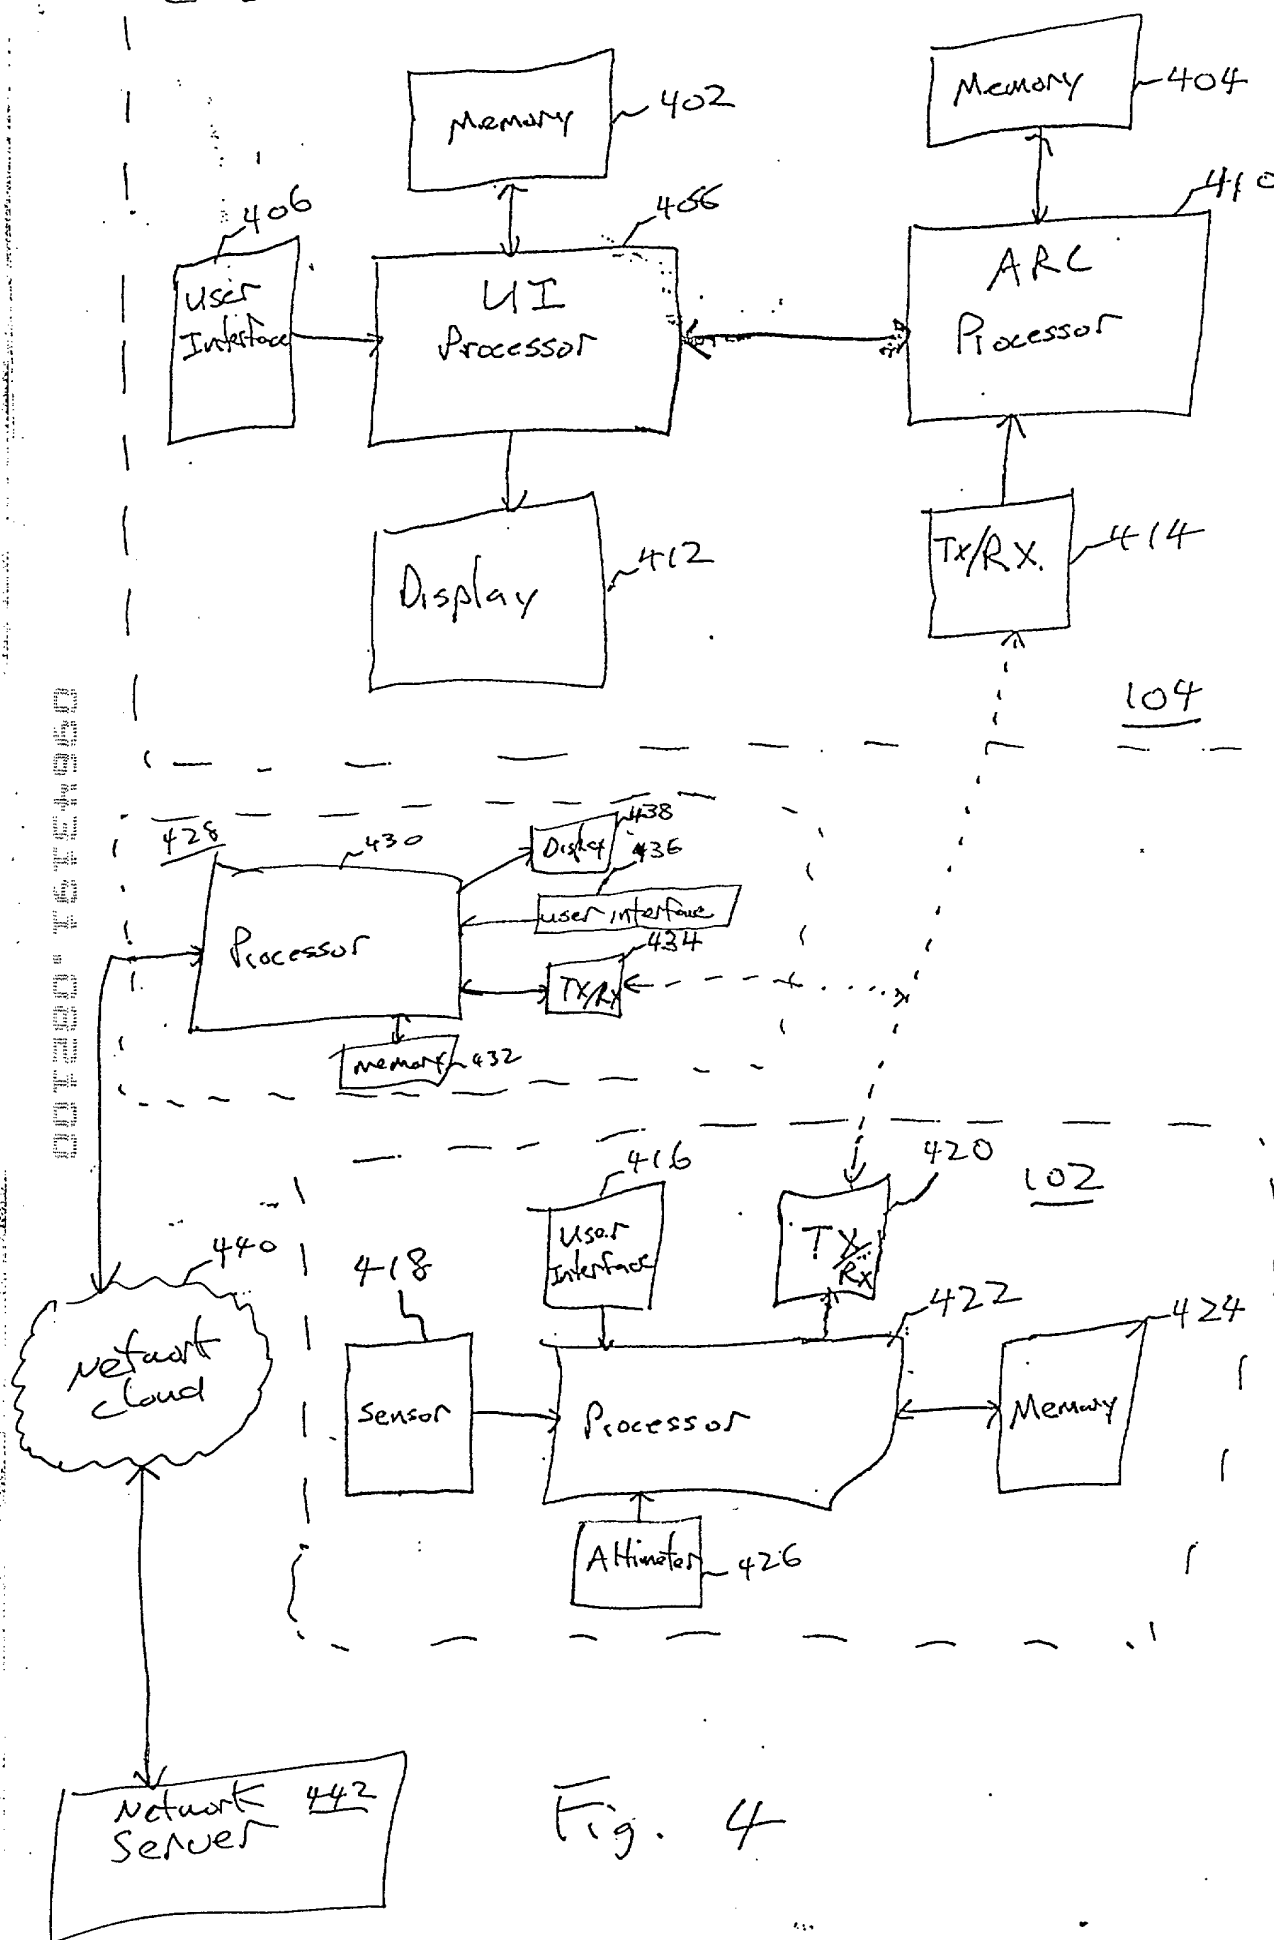 Memory
402
Memory
404
406
406
410
User
Interface
UI
Processor
ARC
Processor
Display
412
TX/RX.
414
104
428
430
Display
438
436
user interface
434
Processor
TX/RX
memory
432
416
420
102
440
418
User
Interface
TX/
RX
422
424
Network
cloud
Sensor
Processor
Memory
Altimeter
426
Network
Server
442
Fig. 4